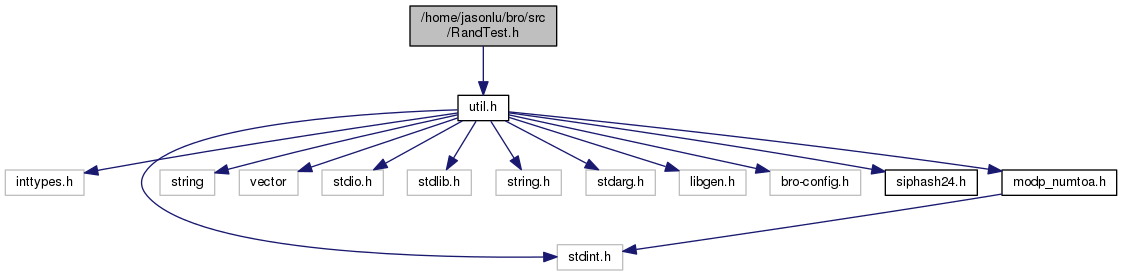 /home/jasonlu/bro/src
/RandTest.h
util.h
inttypes.h
string
vector
stdio.h
stdlib.h
string.h
stdarg.h
libgen.h
bro-config.h
siphash24.h
modp_numtoa.h
stdint.h